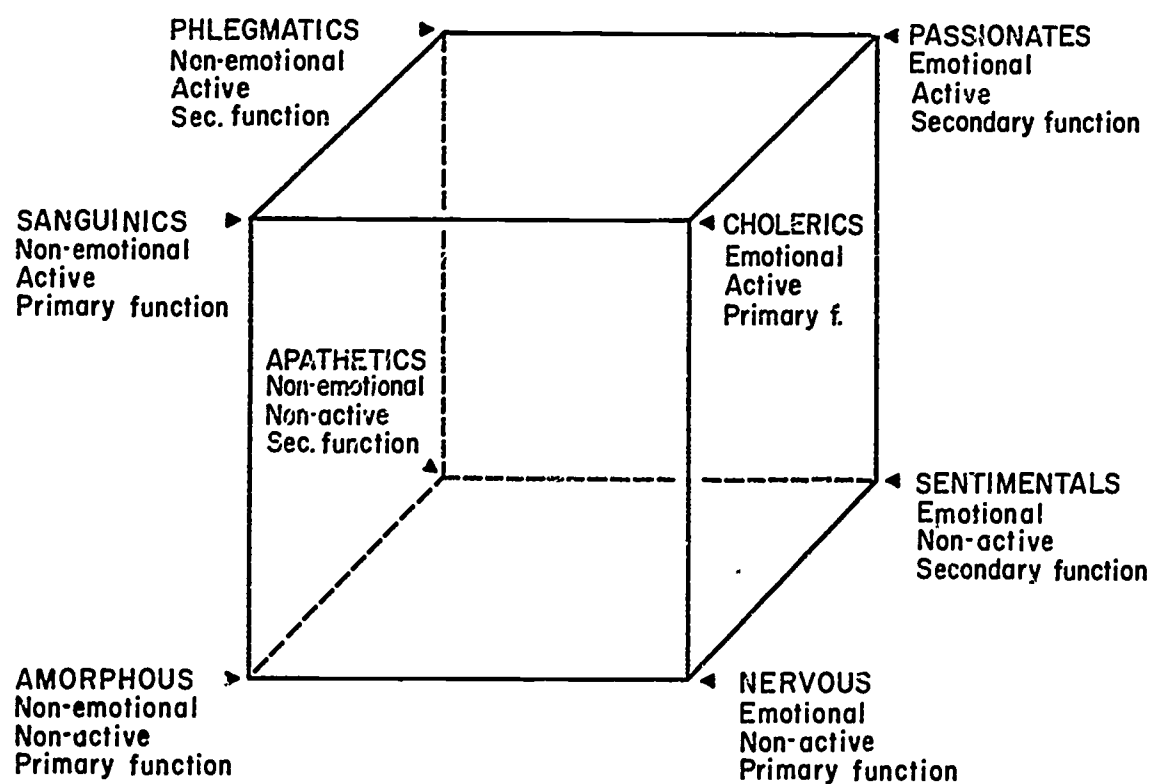 PHLEGMATICS
Non-emotional
Active
Sec. function
PASSIONATES
Emotional
Active
Secondary function
SANGUINICS
Non-emotional
Active
Primary function
CHOLERICS
Emotional
Active
Primary f.
APATHETICS
Non-emotional
Non-active
Sec. function
SENTIMENTALS
Emotional
Non-active
Secondary function
AMORPHOUS
Non-emotional
Non-active
Primary function
NERVOUS
Emotional
Non-active
Primary function